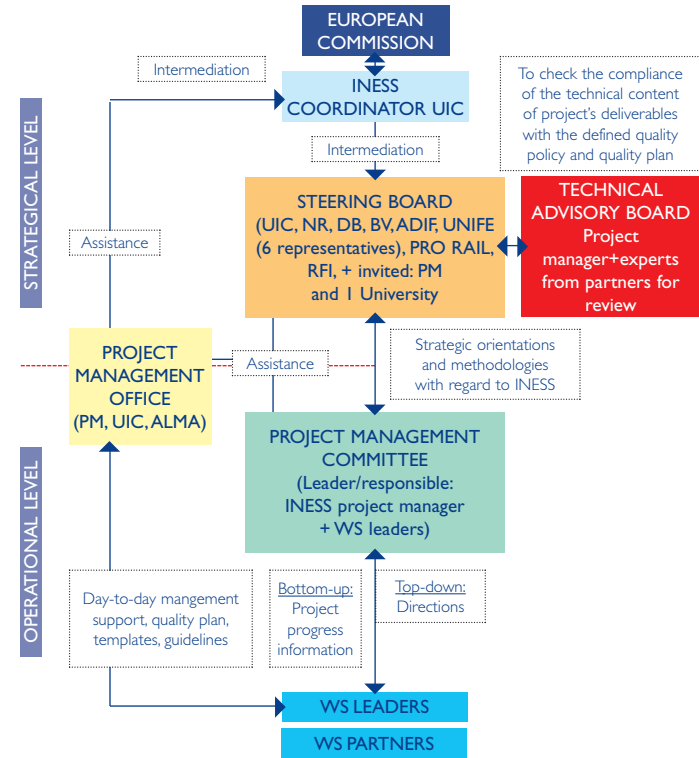 EUROPEAN
COMMISSION
Intermediation
INESS
COORDINATOR UIC
To check the compliance
of the technical content
of project's deliverables
with the defined quality
policy and quality plan
Intermediation
STRATEGICAL LEVEL
STEERING BOARD
(UIC, NR, DB, BV, ADIF, UNIFE
(6 representatives), PRO RAIL,
RFI, + invited: PM
and 1 University
TECHNICAL
ADVISORY BOARD
Project
manager+experts
from partners for
review
Assistance
PROJECT
MANAGEMENT
OFFICE
(PM, UIC, ALMA)
Assistance
Strategic orientations
and methodologies
with regard to INESS
PROJECT MANAGEMENT
COMMITTEE
(Leader/responsible:
INESS project manager
+ WS leaders)
OPERATIONAL LEVEL
Day-to-day mangement
support, quality plan,
templates, guidelines
Bottom-up:
Project
progress
information
Top-down:
Directions
WS LEADERS
WS PARTNERS